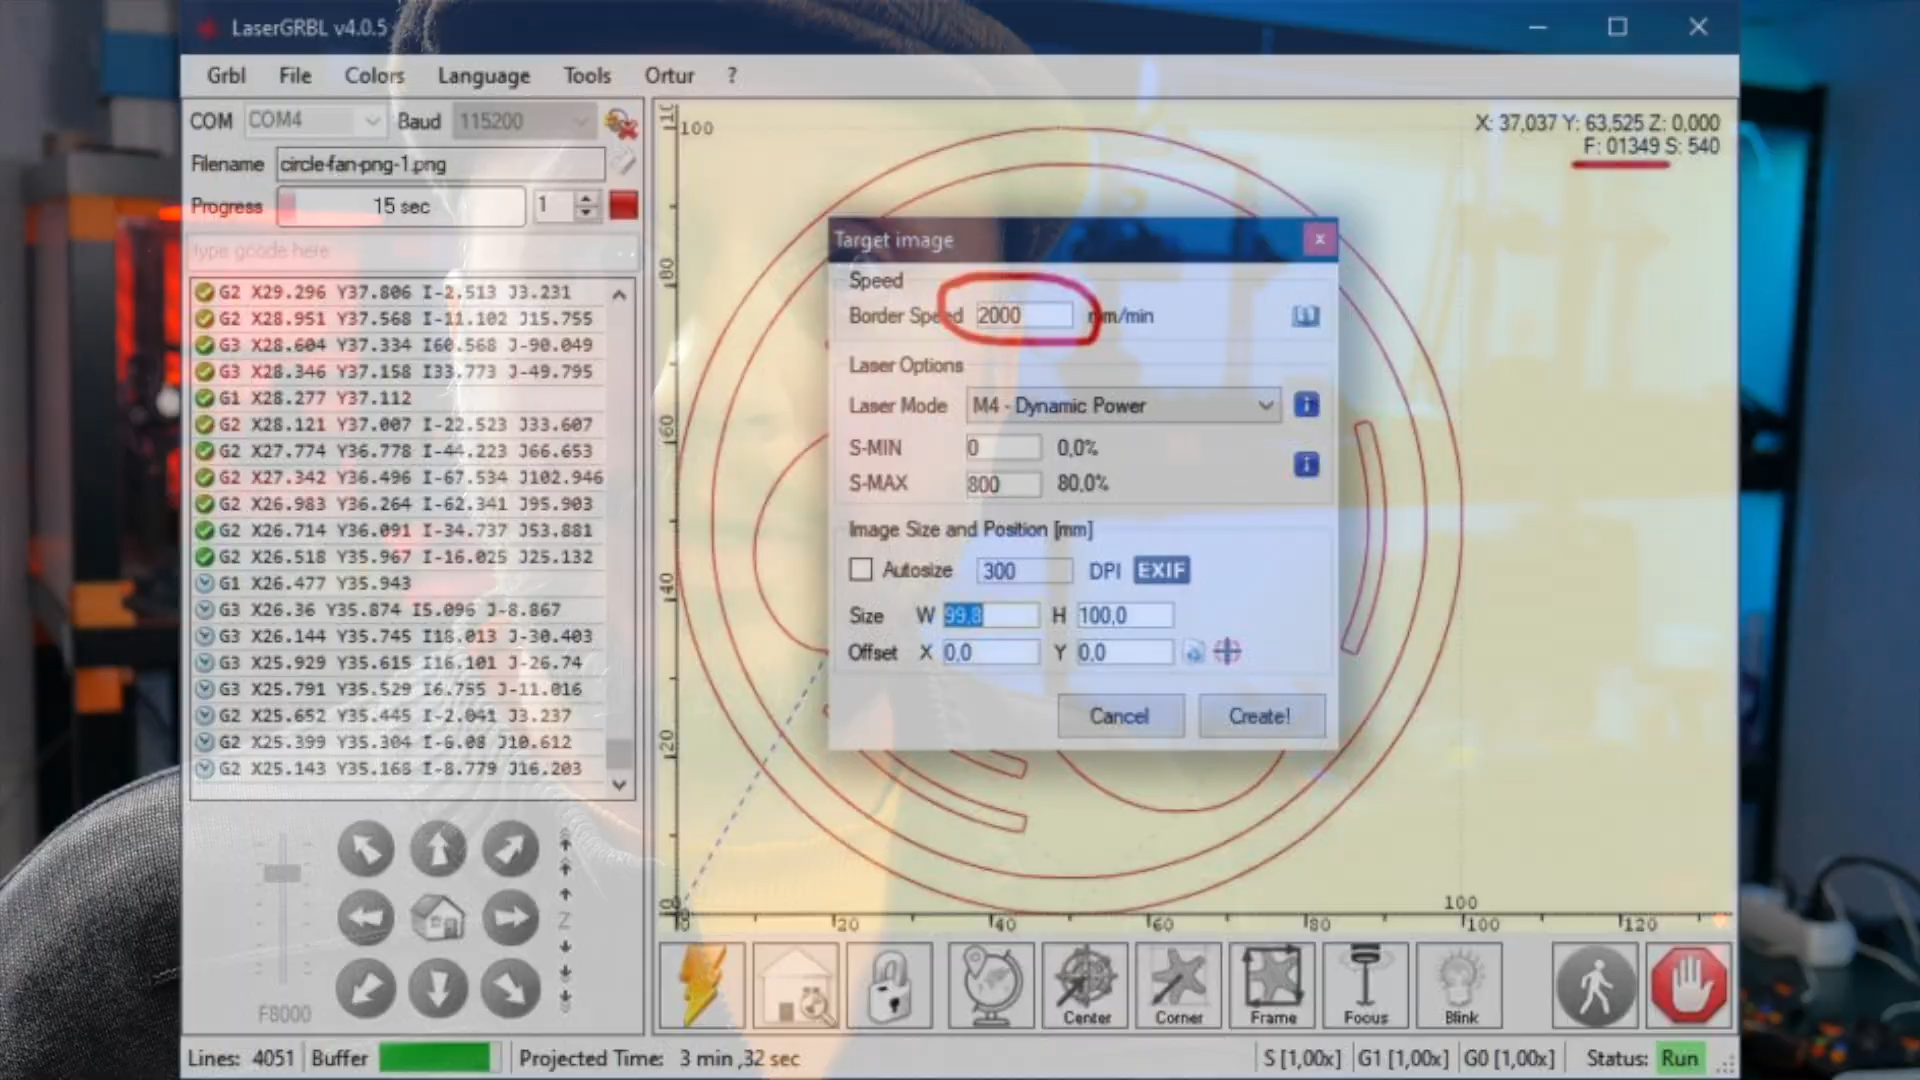 LaserGRBL v4.0.5
Grbl File Colors Language Tools Ortur ?
COM COM4 Baud 115200
Filename circle-fan-png-1.png
Progress 15 sec 1
type gcode here
G2 X29.296 Y37.806 I-2.513 J3.231
G2 X28.951 Y37.568 I-11.102 J15.755
G3 X28.604 Y37.334 I60.568 J-90.049
G3 X28.346 Y37.158 I33.773 J-49.795
G1 X28.277 Y37.112
G2 X28.121 Y37.007 I-22.523 J33.607
G2 X27.774 Y36.778 I-44.223 J66.653
G2 X27.342 Y36.496 I-67.534 J102.946
G2 X26.983 Y36.264 I-62.341 J95.903
G2 X26.714 Y36.091 I-34.737 J53.881
G2 X26.518 Y35.967 I-16.025 J25.132
G1 X26.477 Y35.943
G3 X26.36 Y35.874 I5.096 J-8.867
G3 X26.144 Y35.745 I18.013 J-30.403
G3 X25.929 Y35.615 I16.101 J-26.74
G3 X25.791 Y35.529 I6.755 J-11.016
G2 X25.652 Y35.445 I-2.041 J3.237
G2 X25.399 Y35.304 I-6.08 J10.612
G2 X25.143 Y35.168 I-8.779 J16.203
F8000
Z
100
X: 37,037 Y: 63,525 Z: 0,000
F: 01349 S: 540
80
60
40
20
100
0 20 40 60 80 100 120
Target image x
Speed
Border Speed 2000 mm/min
Laser Options
Laser Mode M4 - Dynamic Power
S-MIN 0 0,0%
S-MAX 800 80,0%
Image Size and Position [mm]
Autosize 300 DPI EXIF
Size W 99,8 H 100,0
Offset X 0,0 Y 0,0
Cancel Create!
Center Corner Frame Focus Blink
Lines: 4051 Buffer Projected Time: 3 min ,32 sec S [1,00x] G1 [1,00x] G0 [1,00x] Status: Run